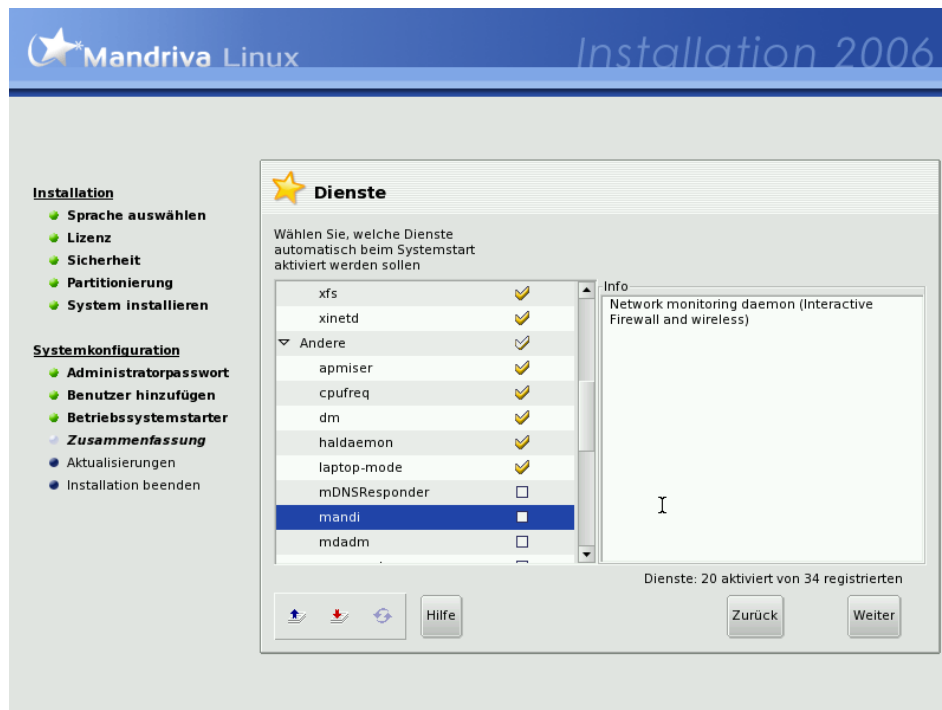 Mandriva Linux
Installation 2006
Installation
Sprache auswählen
Lizenz
Sicherheit
Partitionierung
System installieren
Systemkonfiguration
Administratorpasswort
Benutzer hinzufügen
Betriebssystemstarter
Zusammenfassung
Aktualisierungen
Installation beenden
Dienste
Wählen Sie, welche Dienste
automatisch beim Systemstart
aktiviert werden sollen
xfs
xinetd
Andere
apmiser
cpufreq
dm
haldaemon
laptop-mode
mDNSResponder
mandi
mdadm
Info
Network monitoring daemon (Interactive
Firewall and wireless)
Dienste: 20 aktiviert von 34 registrierten
Hilfe
Zurück
Weiter